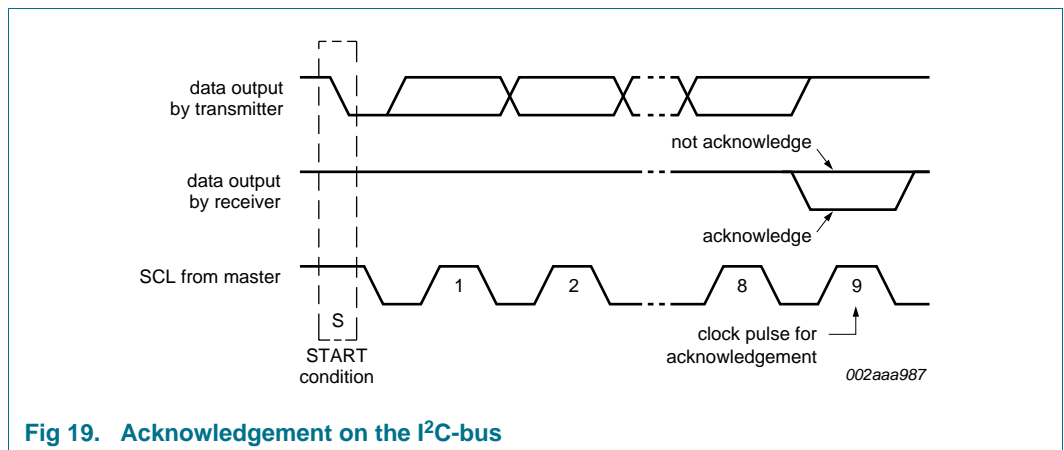 data output
by transmitter
not acknowledge
data output
by receiver
acknowledge
SCL from master
1
2
8
9
S
START
condition
clock pulse for
acknowledgement
002aaa987
Fig 19. Acknowledgement on the I²C-bus